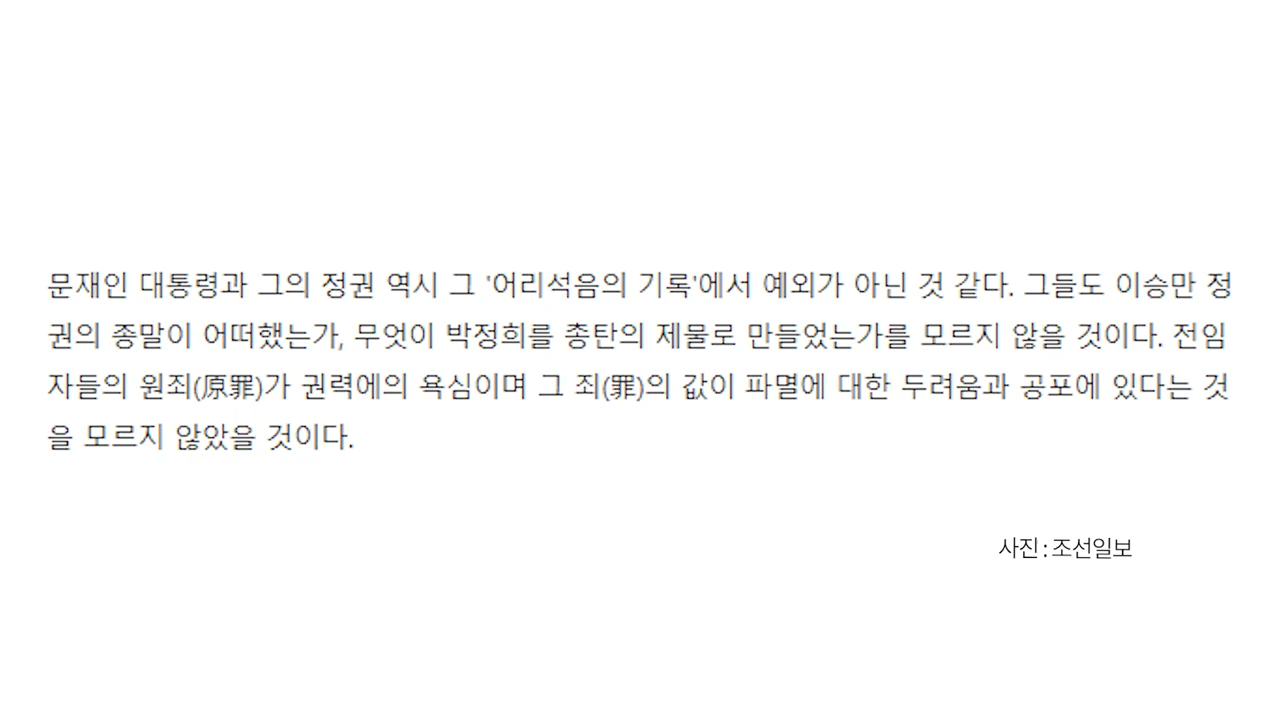 문재인 대통령과 그의 정권 역시 그 '어리석음의 기록'에서 예외가 아닌 것 같다. 그들도 이승만 정
권의 종말이 어떠했는가, 무엇이 박정희를 총탄의 제물로 만들었는가를 모르지 않을 것이다. 전임
자들의 원죄(原罪)가 권력에의 욕심이며 그 죄(罪)의 값이 파멸에 대한 두려움과 공포에 있다는 것
을 모르지 않았을 것이다.
사진 : 조선일보